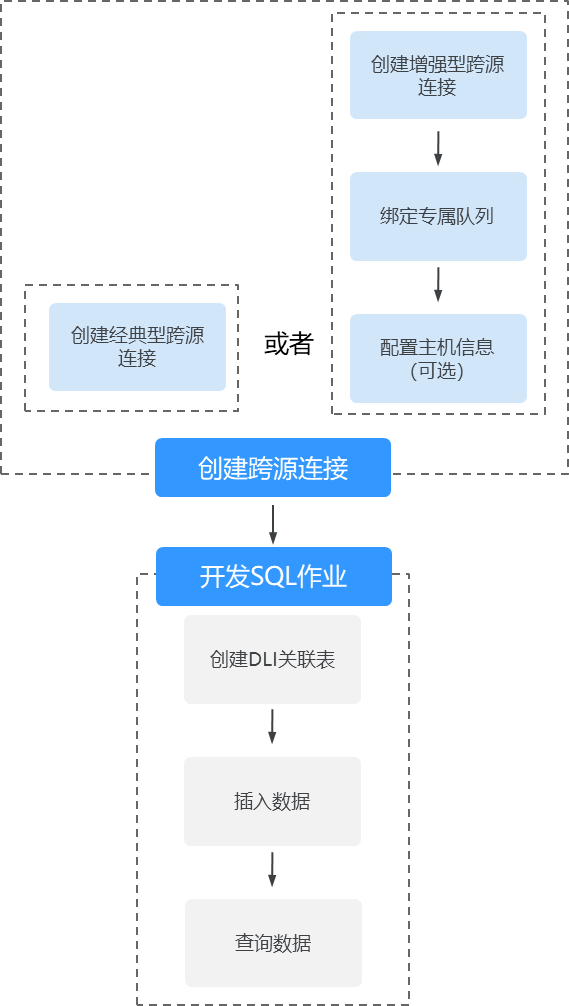 创建增强型跨源
连接
绑定专属队列
配置主机信息
（可选）
创建经典型跨源
连接
或者
创建跨源连接
开发SQL作业
创建DLI关联表
插入数据
查询数据